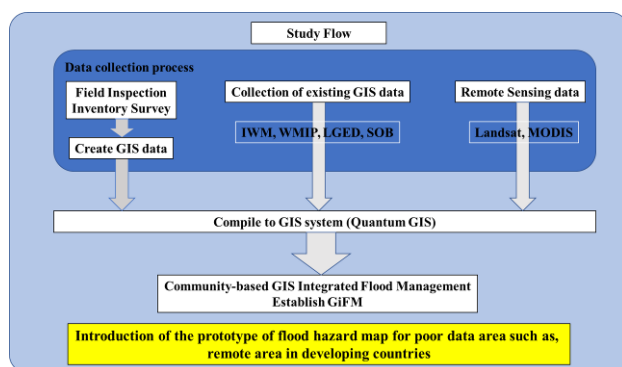 Study Flow
Data collection process
Field Inspection
Inventory Survey
Create GIS data
Collection of existing GIS data
IWM, WMIP, LGED, SOB
Remote Sensing data
Landsat, MODIS
Compile to GIS system (Quantum GIS)
Community-based GIS Integrated Flood Management
Establish GiFM
Introduction of the prototype of flood hazard map for poor data area such as,
remote area in developing countries